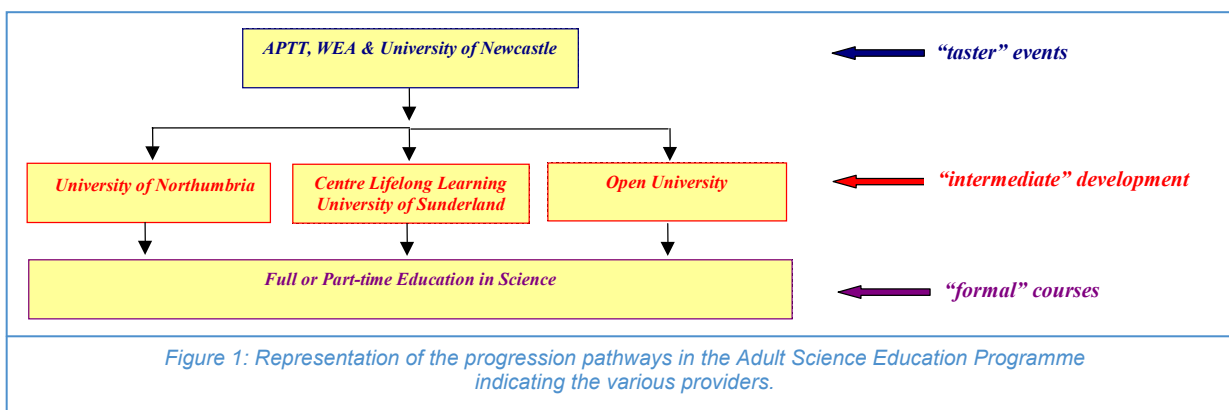 APTT, WEA & University of Newcastle
“taster” events
University of Northumbria
Centre Lifelong Learning
University of Sunderland
Open University
“intermediate” development
Full or Part-time Education in Science
“formal” courses
Figure 1: Representation of the progression pathways in the Adult Science Education Programme
indicating the various providers.